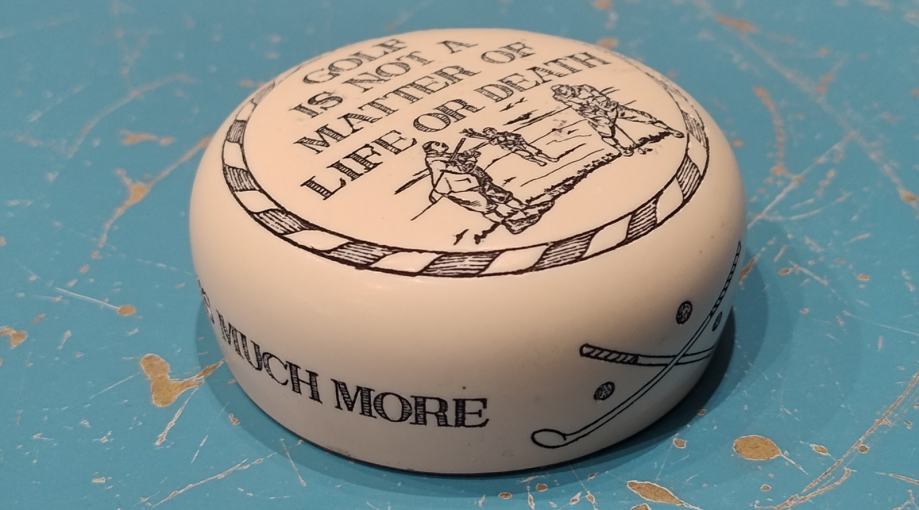 GOLF
IS NOT A
MATTER OF
LIFE OR DEATH
MUCH MORE